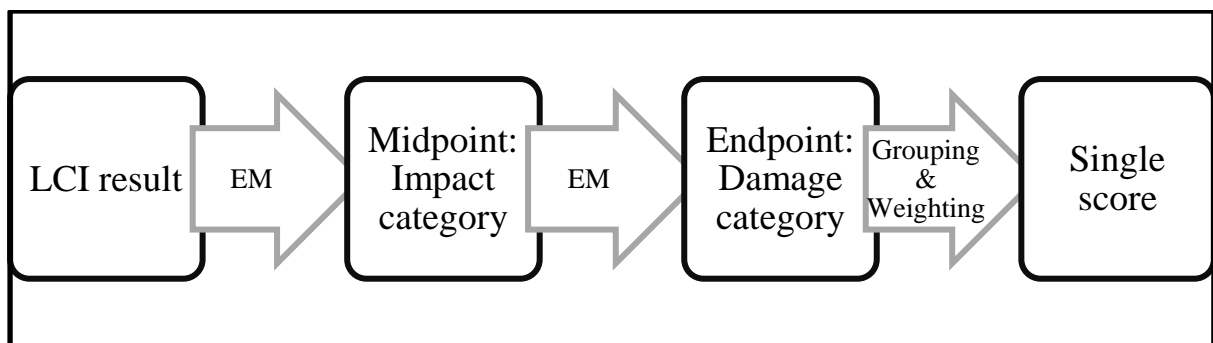 LCI result
EM
Midpoint:
Impact
category
EM
Endpoint:
Damage
category
Grouping
&
Weighting
Single
score